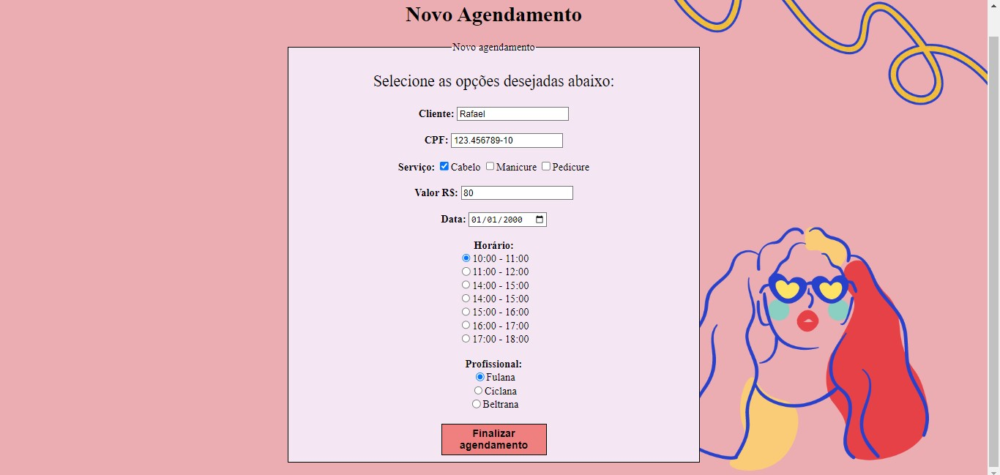 Novo Agendamento
Novo agendamento
Selecione as opções desejadas abaixo:
Cliente: Rafael
CPF: 123.456789-10
Serviço: Cabelo Manicure Pedicure
Valor R$: 80
Data: 01/01/2000
Horário:
10:00 - 11:00
11:00 - 12:00
14:00 - 15:00
14:00 - 15:00
15:00 - 16:00
16:00 - 17:00
17:00 - 18:00
Profissional:
Fulana
Ciclana
Beltrana
Finalizar
agendamento